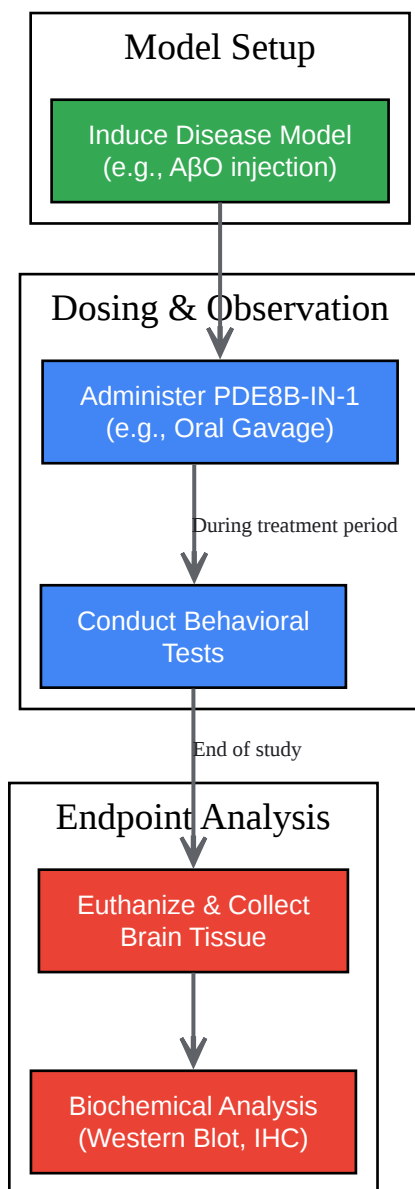 Model Setup
Induce Disease Model
(e.g., AβO injection)
Dosing & Observation
Administer PDE8B-IN-1
(e.g., Oral Gavage)
During treatment period
Conduct Behavioral
Tests
End of study
Endpoint Analysis
Euthanize & Collect
Brain Tissue
Biochemical Analysis
(Western Blot, IHC)